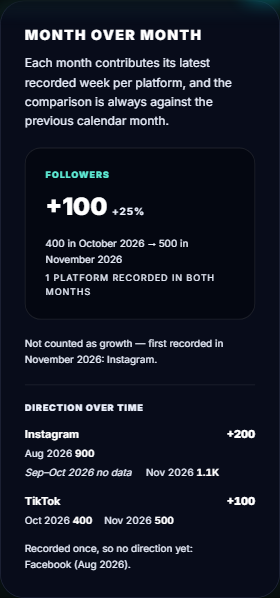 MONTH OVER MONTH
Each month contributes its latest
recorded week per platform, and the
comparison is always against the
previous calendar month.
FOLLOWERS
+100 +25%
400 in October 2026 → 500 in
November 2026
1 PLATFORM RECORDED IN BOTH
MONTHS
Not counted as growth — first recorded in
November 2026: Instagram.
DIRECTION OVER TIME
Instagram +200
Aug 2026 900
Sep–Oct 2026 no data Nov 2026 1.1K
TikTok +100
Oct 2026 400 Nov 2026 500
Recorded once, so no direction yet:
Facebook (Aug 2026).